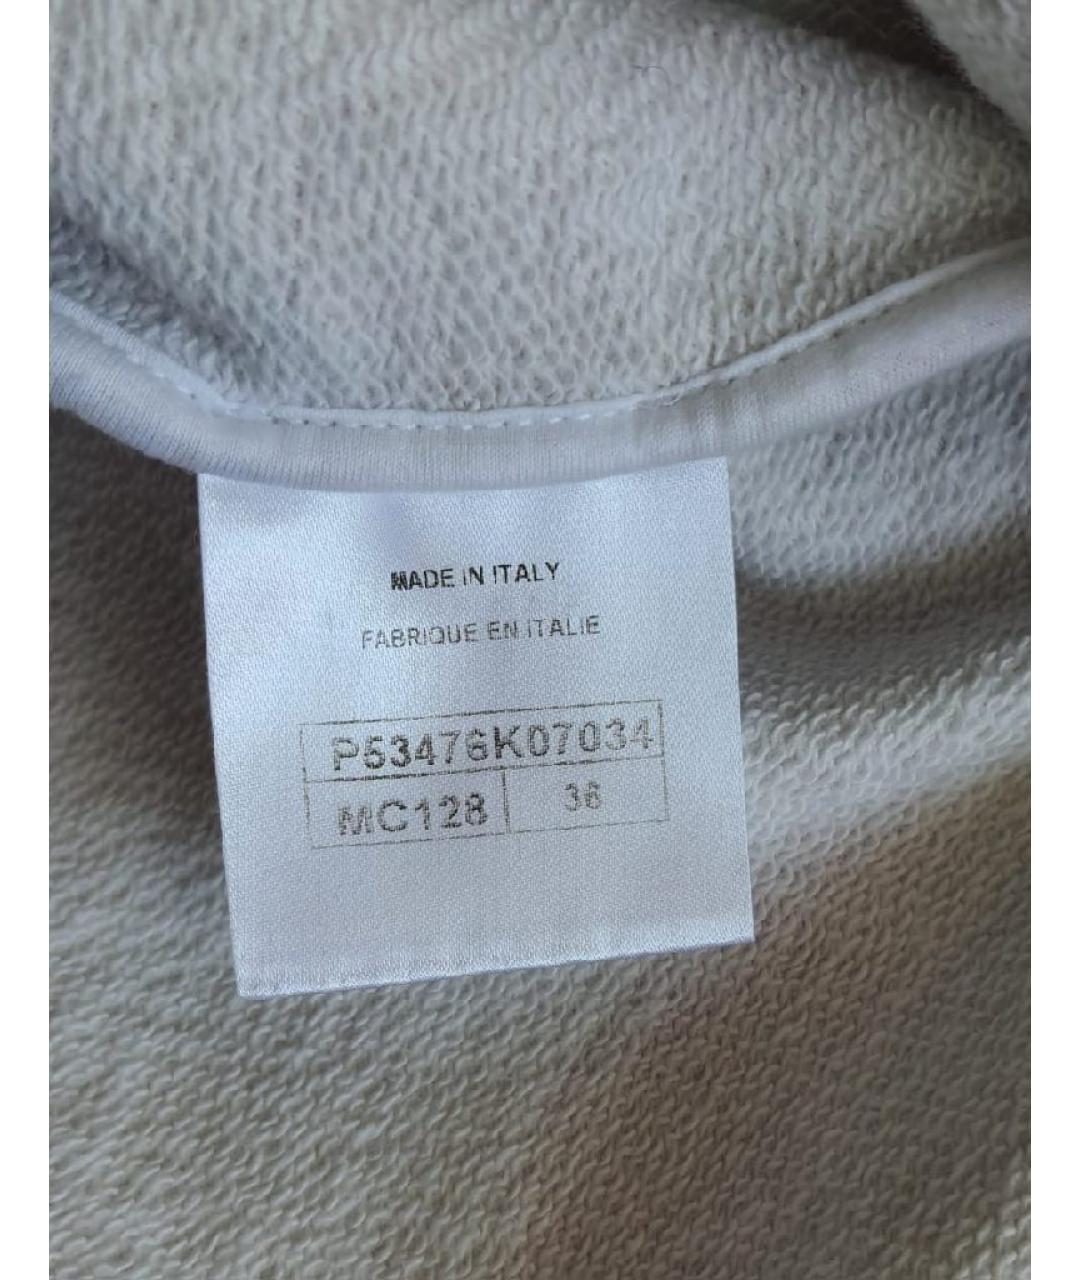 MADE IN ITALY
FABRIQUE EN ITALIE
P53476K07034
MC128 36